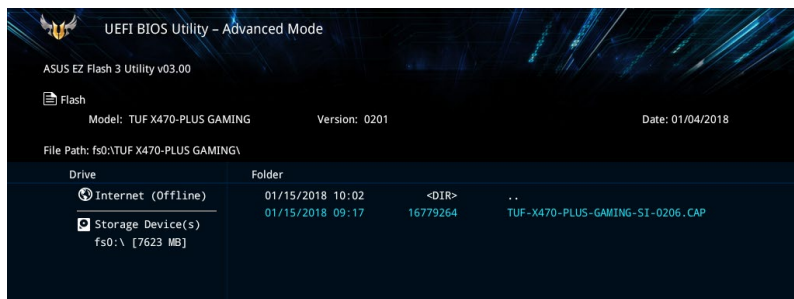 UEFI BIOS Utility – Advanced Mode
ASUS EZ Flash 3 Utility v03.00
Flash
Model: TUF X470-PLUS GAMING Version: 0201 Date: 01/04/2018
File Path: fs0:\TUF X470-PLUS GAMING\
Drive Folder
Internet (Offline) 01/15/2018 10:02 <DIR> ..
01/15/2018 09:17 16779264 TUF-X470-PLUS-GAMING-SI-0206.CAP
Storage Device(s)
fs0:\ [7623 MB]